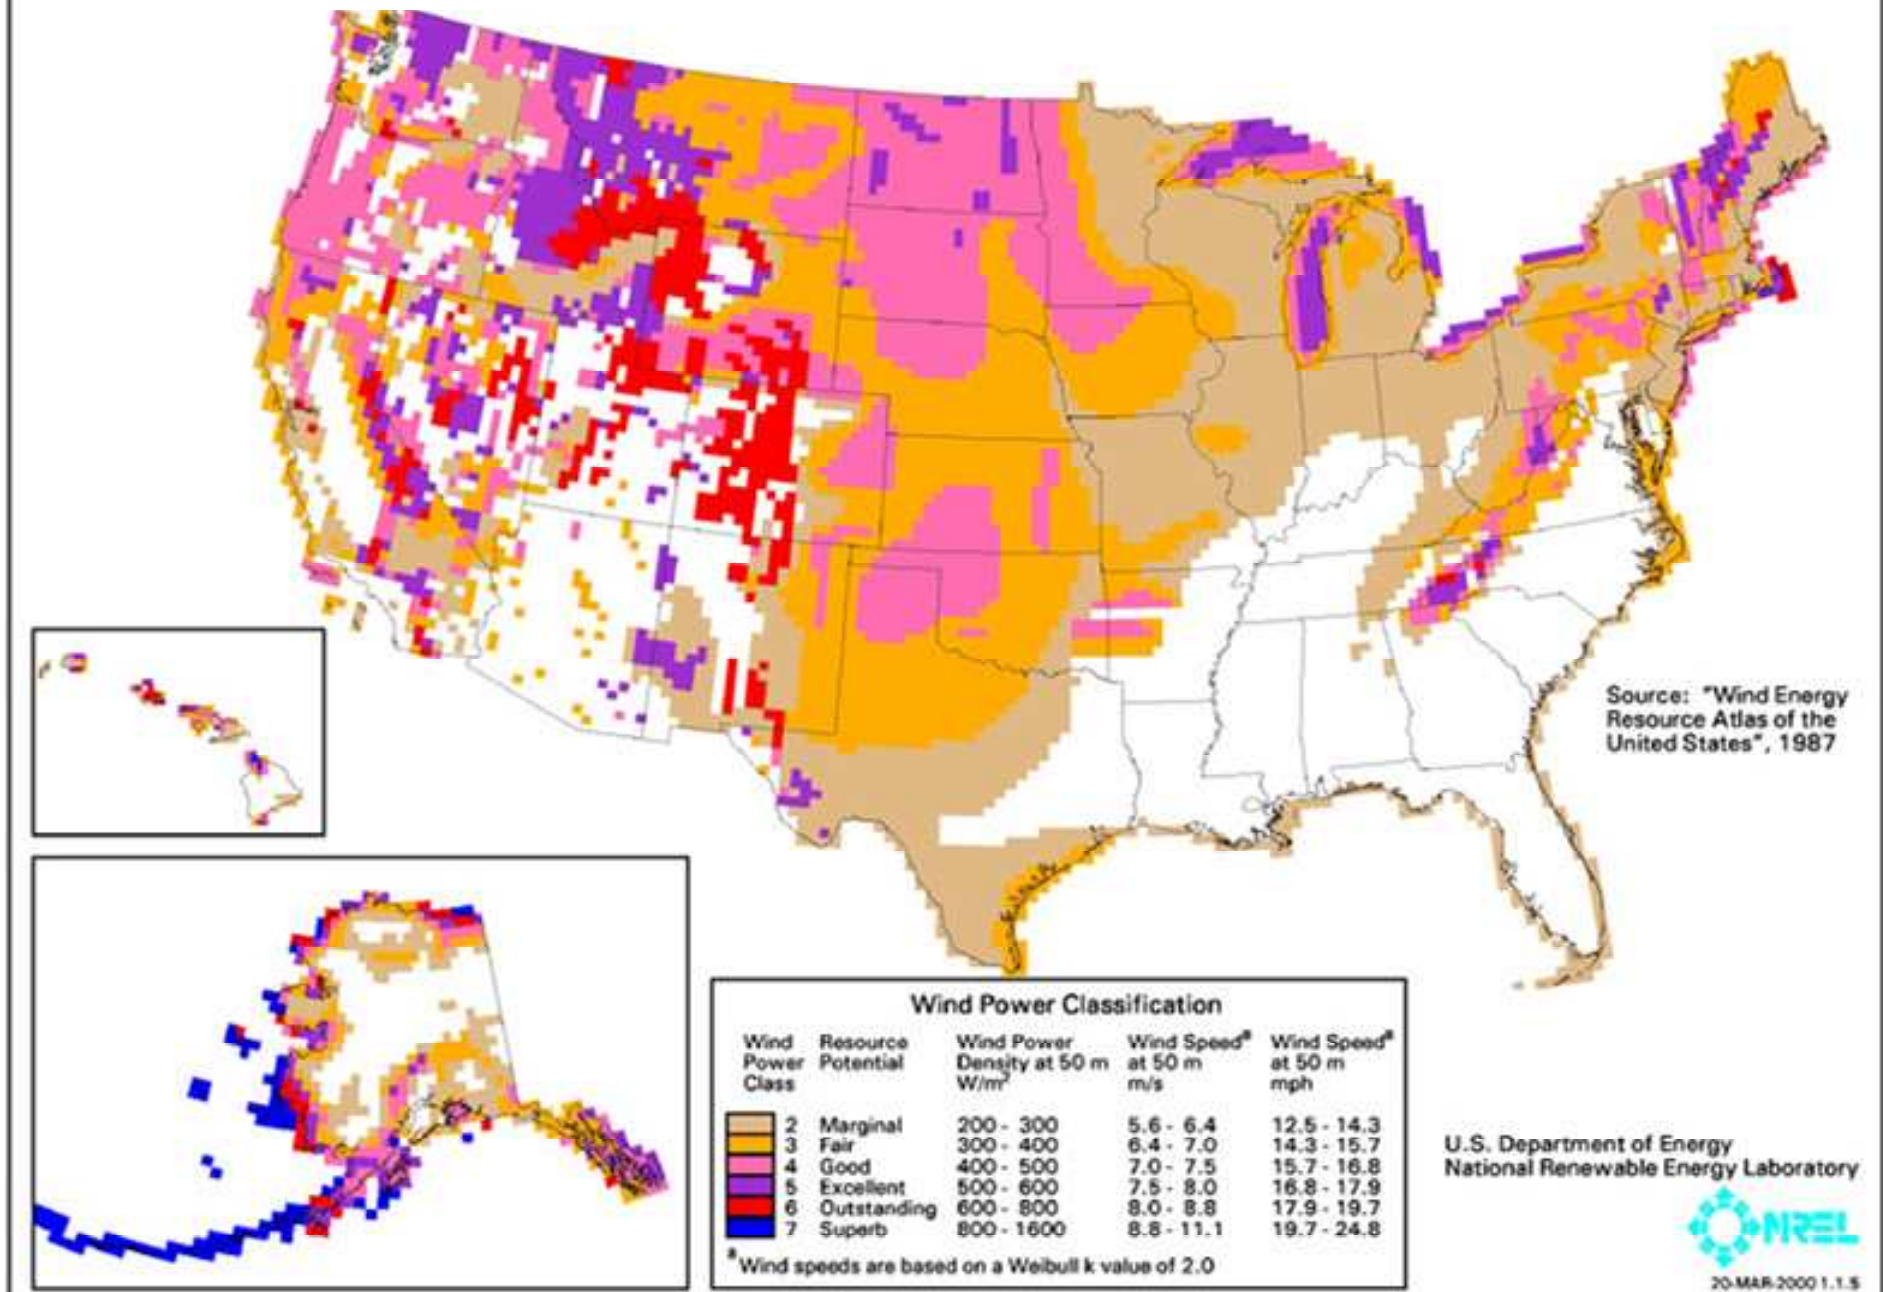 Source: "Wind Energy
Resource Atlas of the
United States", 1987
Wind Power Classification
Wind Power Class Resource Potential Wind Power Density at 50 m W/m² Wind Speedᵃ at 50 m m/s Wind Speedᵃ at 50 m mph
2 Marginal 200 - 300 5.6 - 6.4 12.5 - 14.3
3 Fair 300 - 400 6.4 - 7.0 14.3 - 15.7
4 Good 400 - 500 7.0 - 7.5 15.7 - 16.8
5 Excellent 500 - 600 7.5 - 8.0 16.8 - 17.9
6 Outstanding 600 - 800 8.0 - 8.8 17.9 - 19.7
7 Superb 800 - 1600 8.8 - 11.1 19.7 - 24.8
ᵃWind speeds are based on a Weibull k value of 2.0
U.S. Department of Energy
National Renewable Energy Laboratory
NREL
20-MAR-2000 1.1.5